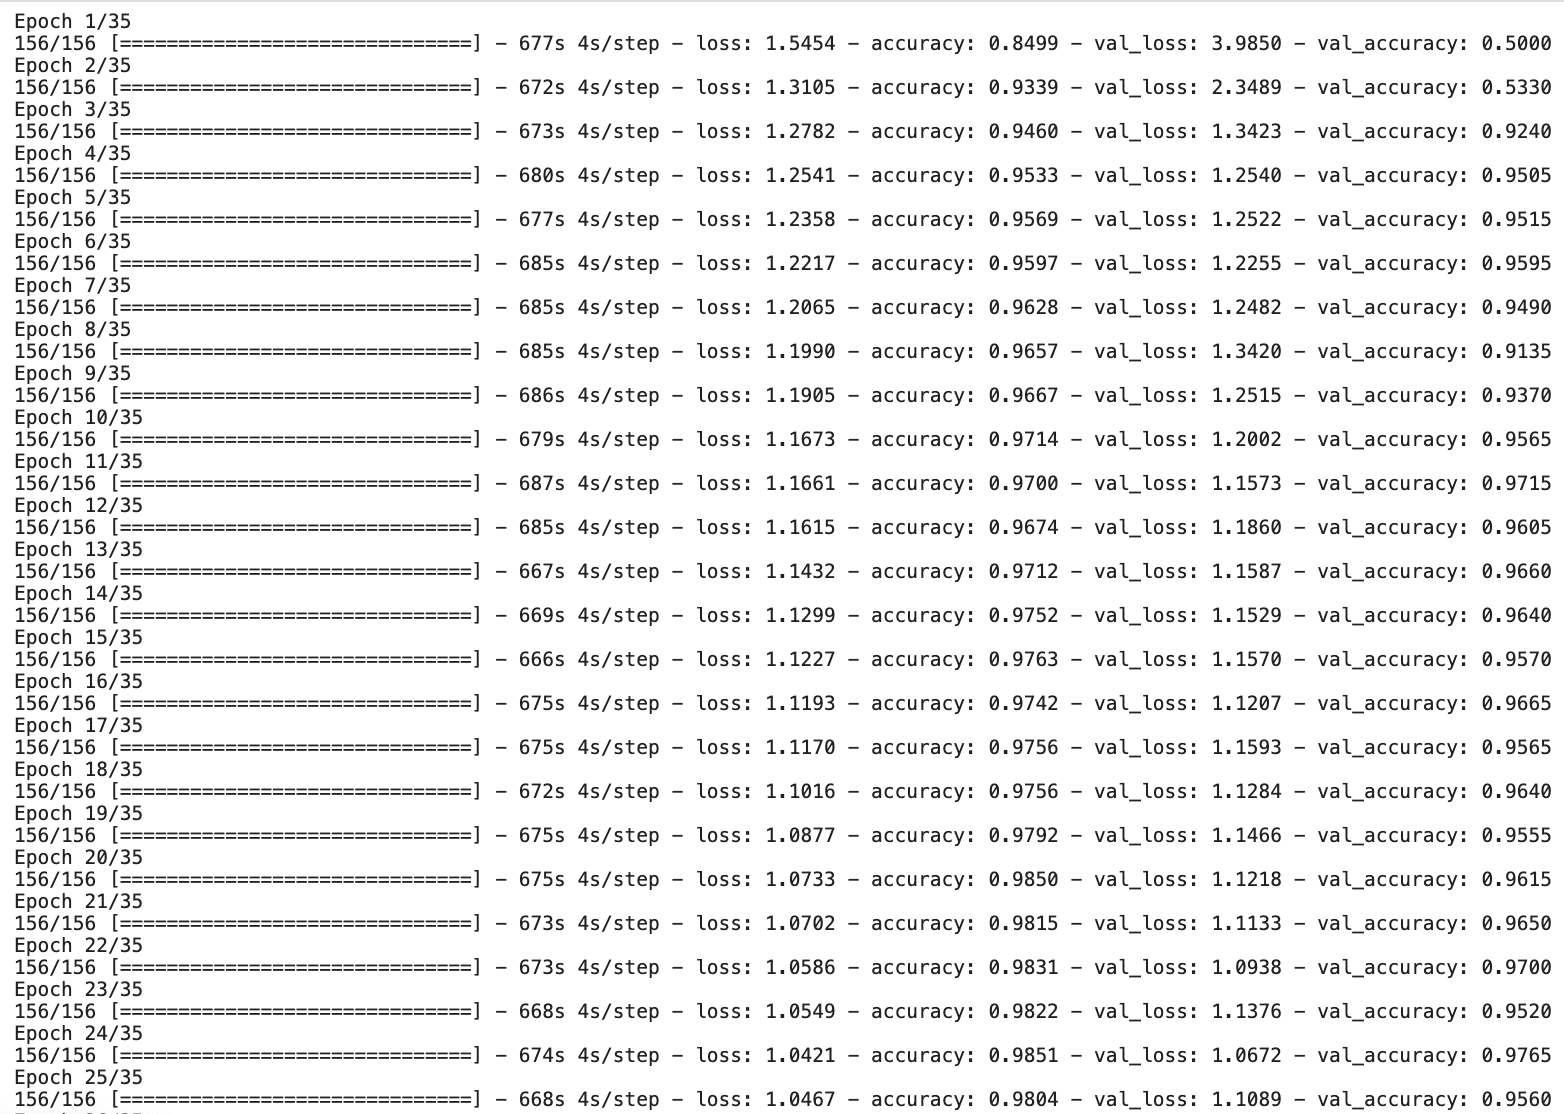 Epoch 1/35
156/156 [==============================] - 677s 4s/step - loss: 1.5454 - accuracy: 0.8499 - val_loss: 3.9850 - val_accuracy: 0.5000
Epoch 2/35
156/156 [==============================] - 672s 4s/step - loss: 1.3105 - accuracy: 0.9339 - val_loss: 2.3489 - val_accuracy: 0.5330
Epoch 3/35
156/156 [==============================] - 673s 4s/step - loss: 1.2782 - accuracy: 0.9460 - val_loss: 1.3423 - val_accuracy: 0.9240
Epoch 4/35
156/156 [==============================] - 680s 4s/step - loss: 1.2541 - accuracy: 0.9533 - val_loss: 1.2540 - val_accuracy: 0.9505
Epoch 5/35
156/156 [==============================] - 677s 4s/step - loss: 1.2358 - accuracy: 0.9569 - val_loss: 1.2522 - val_accuracy: 0.9515
Epoch 6/35
156/156 [==============================] - 685s 4s/step - loss: 1.2217 - accuracy: 0.9597 - val_loss: 1.2255 - val_accuracy: 0.9595
Epoch 7/35
156/156 [==============================] - 685s 4s/step - loss: 1.2065 - accuracy: 0.9628 - val_loss: 1.2482 - val_accuracy: 0.9490
Epoch 8/35
156/156 [==============================] - 685s 4s/step - loss: 1.1990 - accuracy: 0.9657 - val_loss: 1.3420 - val_accuracy: 0.9135
Epoch 9/35
156/156 [==============================] - 686s 4s/step - loss: 1.1905 - accuracy: 0.9667 - val_loss: 1.2515 - val_accuracy: 0.9370
Epoch 10/35
156/156 [==============================] - 679s 4s/step - loss: 1.1673 - accuracy: 0.9714 - val_loss: 1.2002 - val_accuracy: 0.9565
Epoch 11/35
156/156 [==============================] - 687s 4s/step - loss: 1.1661 - accuracy: 0.9700 - val_loss: 1.1573 - val_accuracy: 0.9715
Epoch 12/35
156/156 [==============================] - 685s 4s/step - loss: 1.1615 - accuracy: 0.9674 - val_loss: 1.1860 - val_accuracy: 0.9605
Epoch 13/35
156/156 [==============================] - 667s 4s/step - loss: 1.1432 - accuracy: 0.9712 - val_loss: 1.1587 - val_accuracy: 0.9660
Epoch 14/35
156/156 [==============================] - 669s 4s/step - loss: 1.1299 - accuracy: 0.9752 - val_loss: 1.1529 - val_accuracy: 0.9640
Epoch 15/35
156/156 [==============================] - 666s 4s/step - loss: 1.1227 - accuracy: 0.9763 - val_loss: 1.1570 - val_accuracy: 0.9570
Epoch 16/35
156/156 [==============================] - 675s 4s/step - loss: 1.1193 - accuracy: 0.9742 - val_loss: 1.1207 - val_accuracy: 0.9665
Epoch 17/35
156/156 [==============================] - 675s 4s/step - loss: 1.1170 - accuracy: 0.9756 - val_loss: 1.1593 - val_accuracy: 0.9565
Epoch 18/35
156/156 [==============================] - 672s 4s/step - loss: 1.1016 - accuracy: 0.9756 - val_loss: 1.1284 - val_accuracy: 0.9640
Epoch 19/35
156/156 [==============================] - 675s 4s/step - loss: 1.0877 - accuracy: 0.9792 - val_loss: 1.1466 - val_accuracy: 0.9555
Epoch 20/35
156/156 [==============================] - 675s 4s/step - loss: 1.0733 - accuracy: 0.9850 - val_loss: 1.1218 - val_accuracy: 0.9615
Epoch 21/35
156/156 [==============================] - 673s 4s/step - loss: 1.0702 - accuracy: 0.9815 - val_loss: 1.1133 - val_accuracy: 0.9650
Epoch 22/35
156/156 [==============================] - 673s 4s/step - loss: 1.0586 - accuracy: 0.9831 - val_loss: 1.0938 - val_accuracy: 0.9700
Epoch 23/35
156/156 [==============================] - 668s 4s/step - loss: 1.0549 - accuracy: 0.9822 - val_loss: 1.1376 - val_accuracy: 0.9520
Epoch 24/35
156/156 [==============================] - 674s 4s/step - loss: 1.0421 - accuracy: 0.9851 - val_loss: 1.0672 - val_accuracy: 0.9765
Epoch 25/35
156/156 [==============================] - 668s 4s/step - loss: 1.0467 - accuracy: 0.9804 - val_loss: 1.1089 - val_accuracy: 0.9560